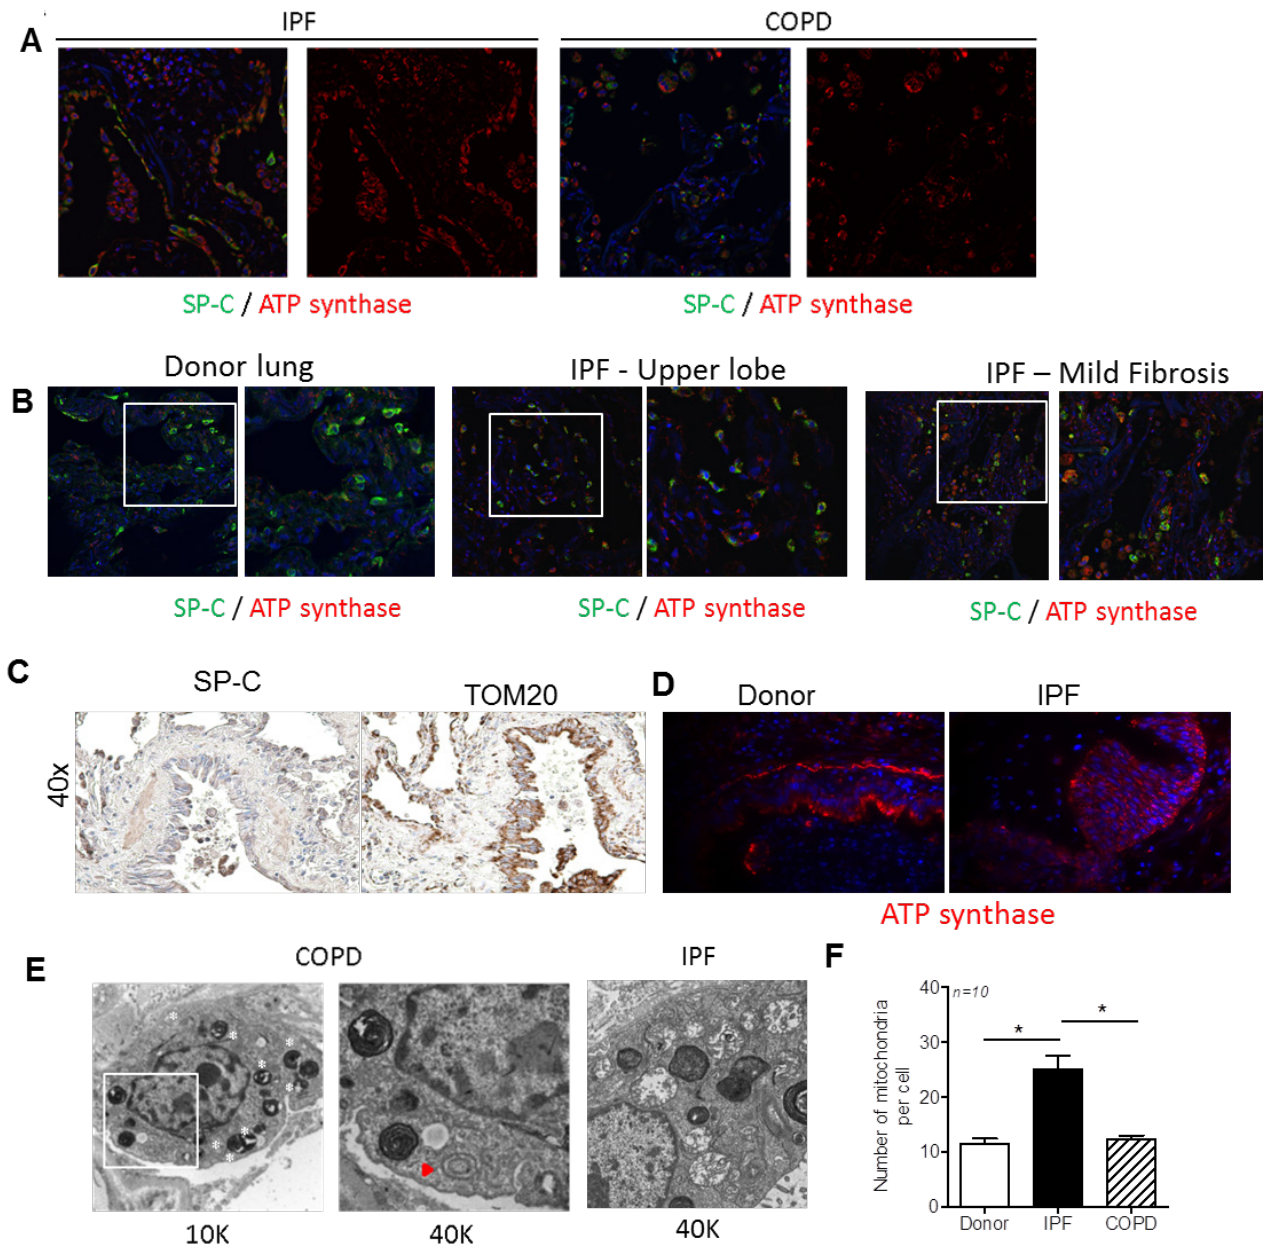 IPF
COPD
A
SP-C / ATP synthase
SP-C / ATP synthase
Donor lung
IPF - Upper lobe
IPF – Mild Fibrosis
B
SP-C / ATP synthase
SP-C / ATP synthase
SP-C / ATP synthase
C
SP-C
TOM20
40x
D
Donor
IPF
ATP synthase
E
COPD
IPF
10K
40K
40K
F
n=10
*
*
Number of mitochondria
per cell
40
30
20
10
0
Donor
IPF
COPD